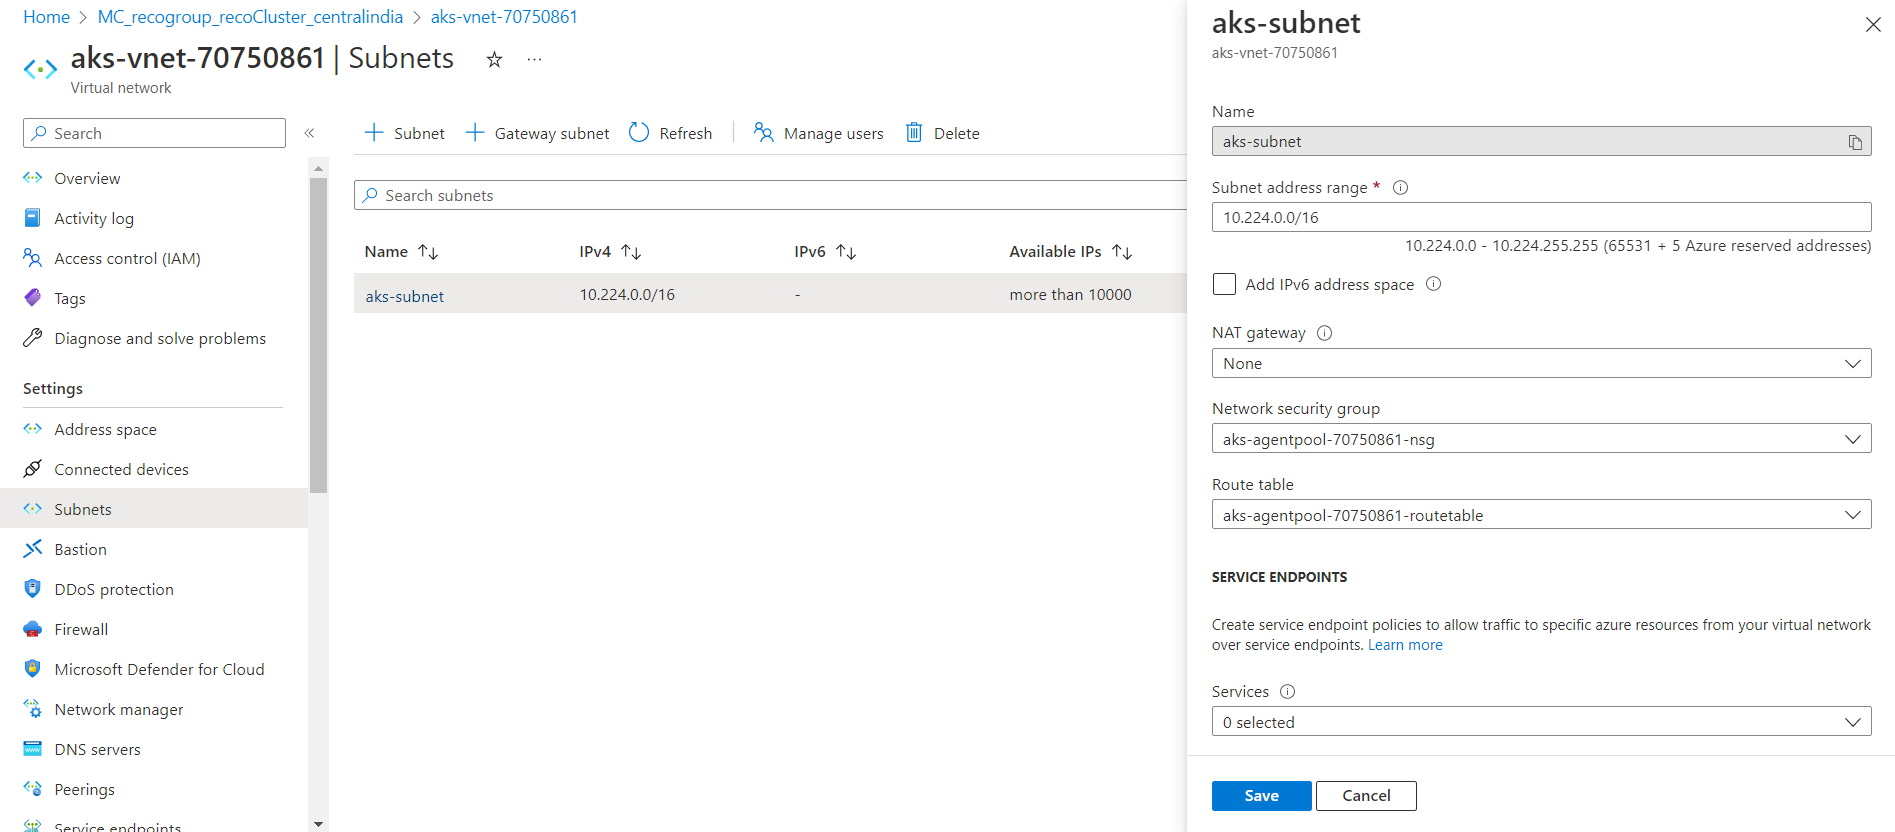 Home > MC_recogroup_recoCluster_centralindia > aks-vnet-70750861
aks-vnet-70750861 | Subnets
Virtual network
Search
Overview
Activity log
Access control (IAM)
Tags
Diagnose and solve problems
Settings
Address space
Connected devices
Subnets
Bastion
DDoS protection
Firewall
Microsoft Defender for Cloud
Network manager
DNS servers
Peerings
Service endpoints
Subnet Gateway subnet Refresh Manage users Delete
Search subnets
Name IPv4 IPv6 Available IPs
aks-subnet 10.224.0.0/16 - more than 10000
aks-subnet
aks-vnet-70750861
Name
aks-subnet
Subnet address range *
10.224.0.0/16
10.224.0.0 - 10.224.255.255 (65531 + 5 Azure reserved addresses)
Add IPv6 address space
NAT gateway
None
Network security group
aks-agentpool-70750861-nsg
Route table
aks-agentpool-70750861-routetable
SERVICE ENDPOINTS
Create service endpoint policies to allow traffic to specific azure resources from your virtual network
over service endpoints. Learn more
Services
0 selected
Save Cancel